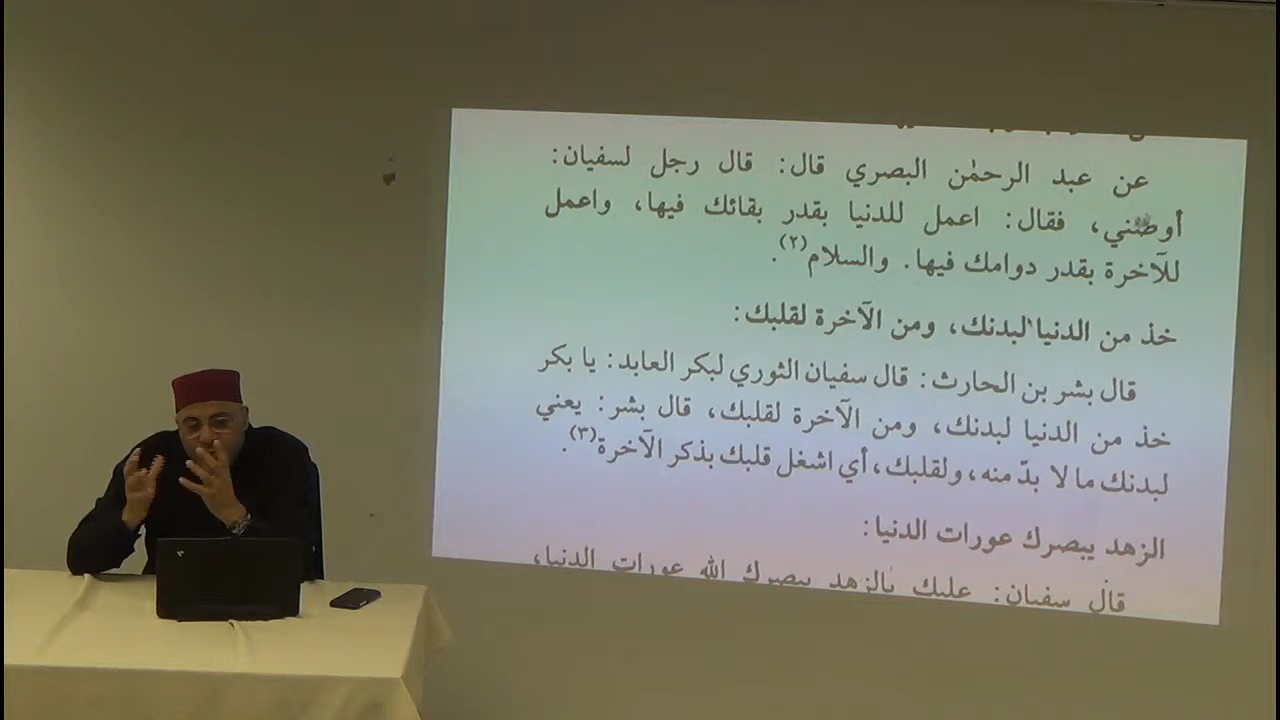 عن عبد الرحمٰن البصري قال: قال رجل لسفيان:
أوصني، فقال: اعمل للدنيا بقدر بقائك فيها، واعمل
للآخرة بقدر دوامك فيها. والسلام(٢).
خذ من الدنيا لبدنك، ومن الآخرة لقلبك:
قال بشر بن الحارث: قال سفيان الثوري لبكر العابد: يا بكر
خذ من الدنيا لبدنك، ومن الآخرة لقلبك، قال بشر: يعني
لبدنك ما لا بدّ منه، ولقلبك، أي اشغل قلبك بذكر الآخرة(٣).
الزهد يبصرك عورات الدنيا:
قال سفيان: عليك بالزهد يبصرك الله عورات الدنيا،